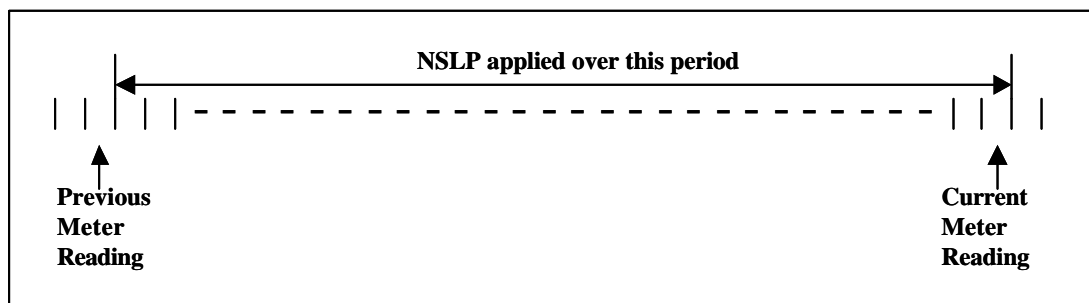 NSLP applied over this period
Previous
Meter
Reading
Current
Meter
Reading